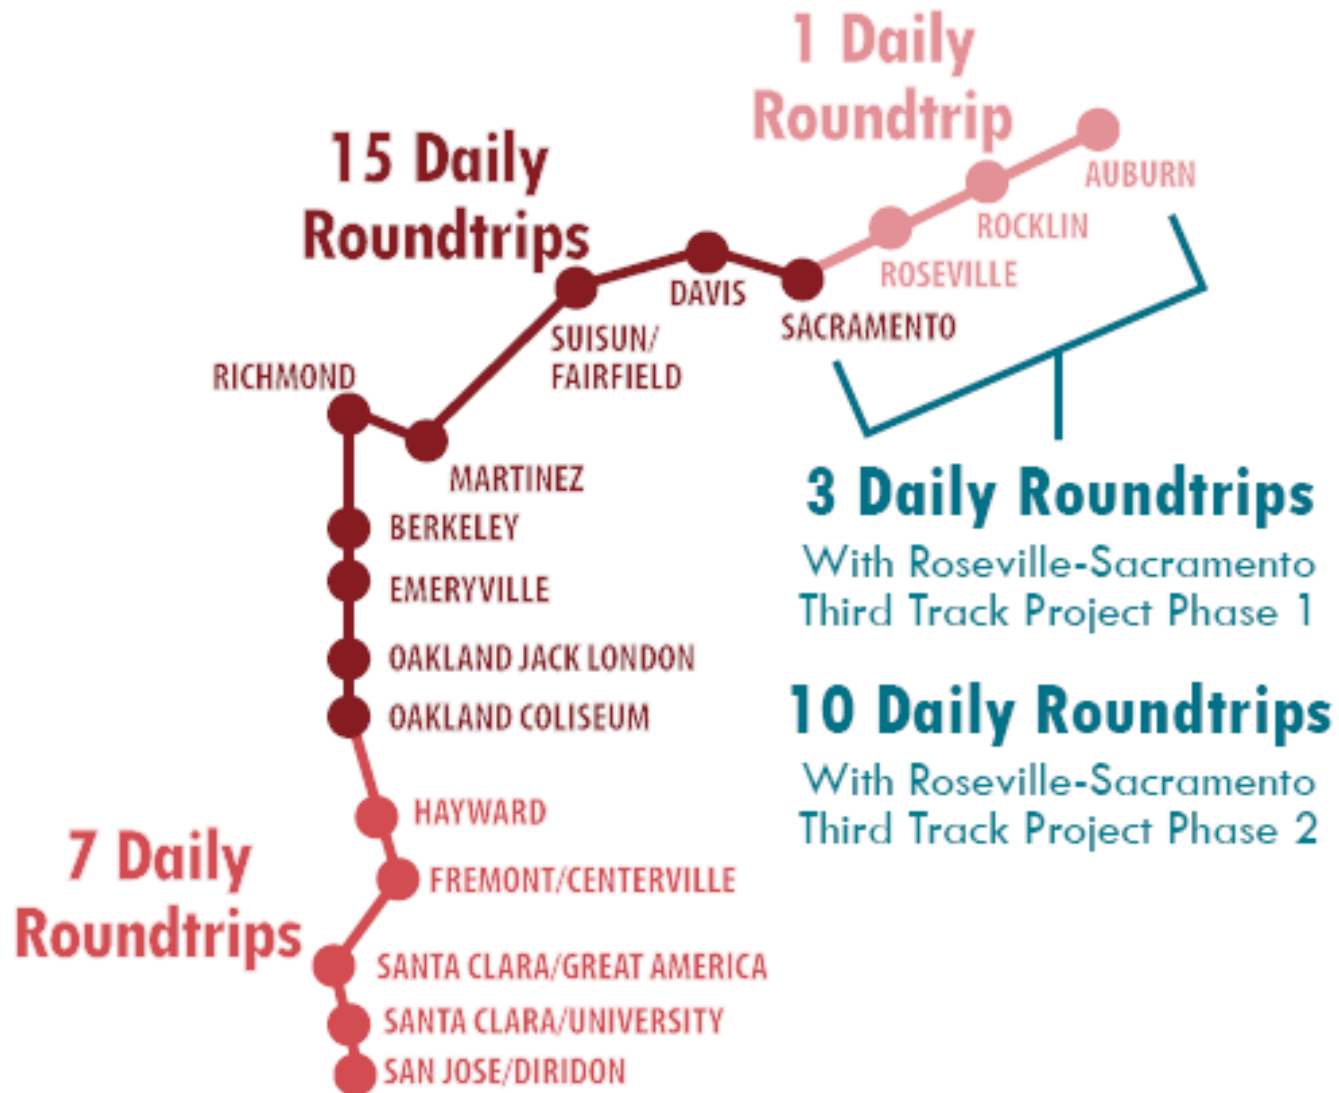 1 Daily
Roundtrip
15 Daily
Roundtrips
AUBURN
ROCKLIN
ROSEVILLE
DAVIS
SACRAMENTO
SUISUN/
FAIRFIELD
RICHMOND
MARTINEZ
BERKELEY
EMERYVILLE
OAKLAND JACK LONDON
OAKLAND COLISEUM
3 Daily Roundtrips
With Roseville-Sacramento
Third Track Project Phase 1
10 Daily Roundtrips
With Roseville-Sacramento
Third Track Project Phase 2
7 Daily
Roundtrips
HAYWARD
FREMONT/CENTERVILLE
SANTA CLARA/GREAT AMERICA
SANTA CLARA/UNIVERSITY
SAN JOSE/DIRIDON